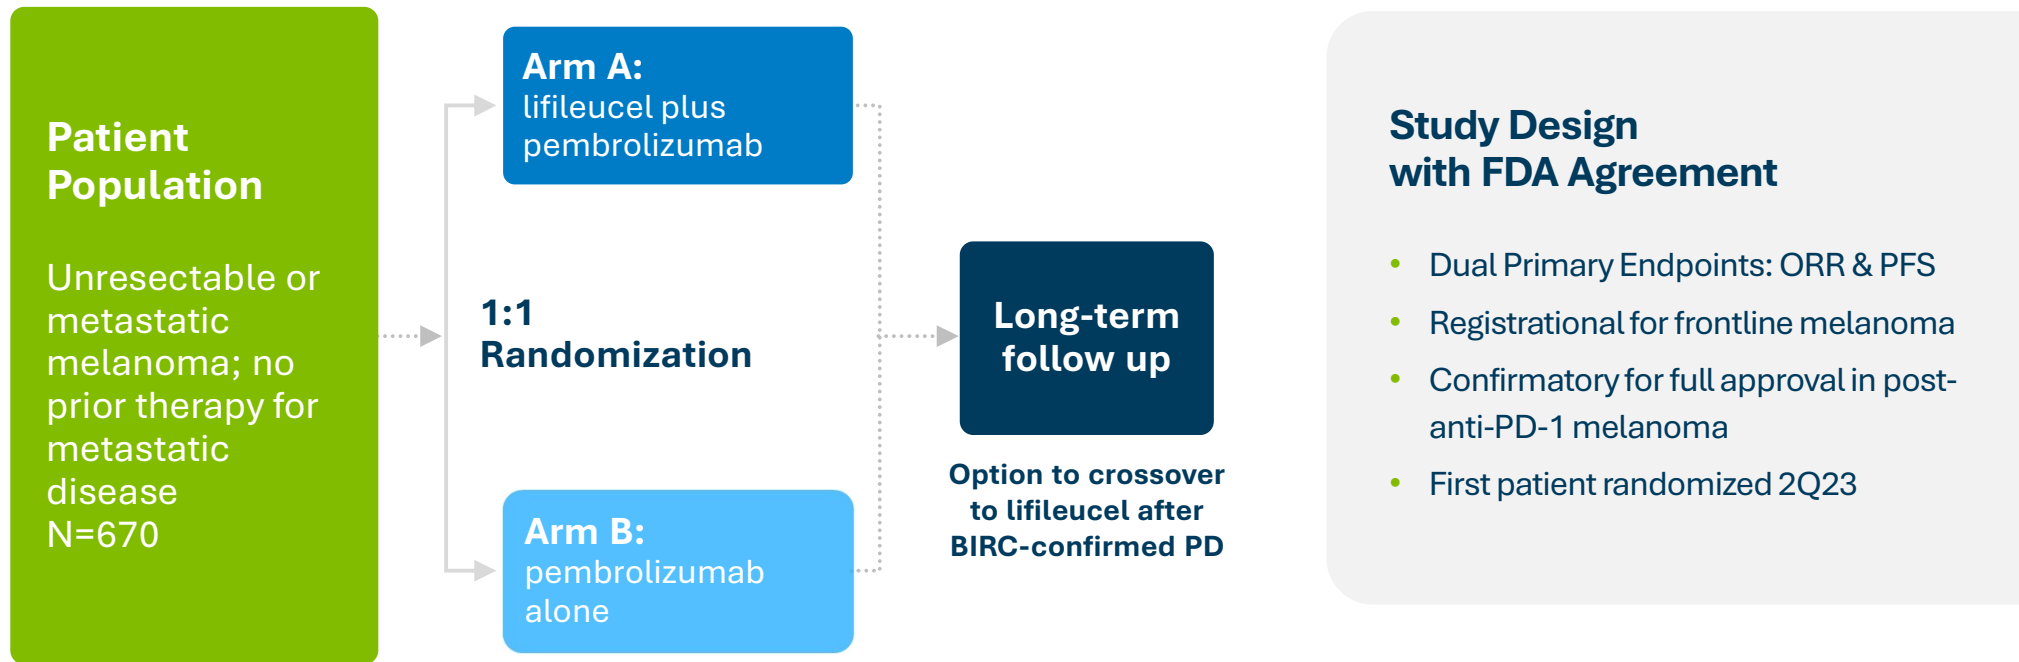 Patient
Population
Unresectable or
metastatic
melanoma; no
prior therapy for
metastatic
disease
N=670
Arm A:
lifileucel plus
pembrolizumab
1:1
Randomization
Arm B:
pembrolizumab
alone
Long-term
follow up
Option to crossover
to lifileucel after
BIRC-confirmed PD
Study Design
with FDA Agreement
• Dual Primary Endpoints: ORR & PFS
• Registrational for frontline melanoma
• Confirmatory for full approval in post-
anti-PD-1 melanoma
• First patient randomized 2Q23